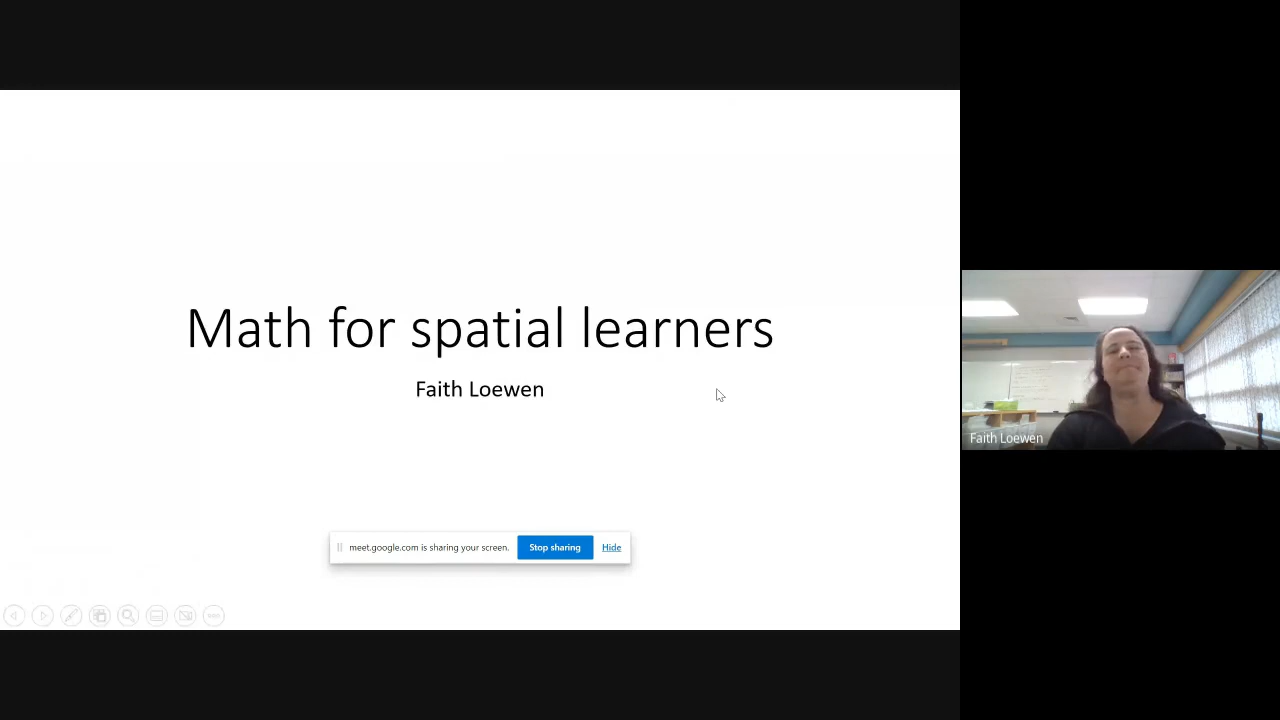 Math for spatial learners
Faith Loewen
meet.google.com is sharing your screen. Stop sharing Hide
Faith Loewen